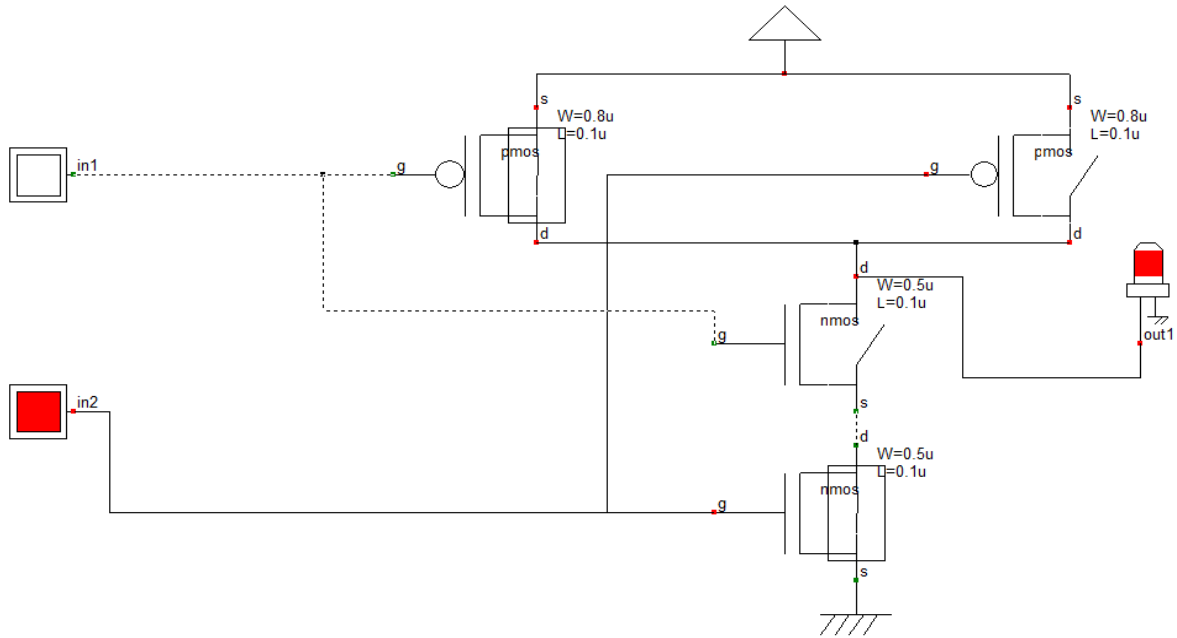 s
W=0.8u
L=0.1u
pmos
in1
g
d
s
W=0.8u
L=0.1u
pmos
g
d
d
W=0.5u
L=0.1u
nmos
g
s
out1
in2
d
W=0.5u
L=0.1u
nmos
g
s